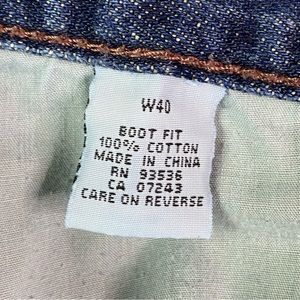 W40
BOOT FIT
100% COTTON
MADE IN CHINA
RN 93536
CA 07243
CARE ON REVERSE